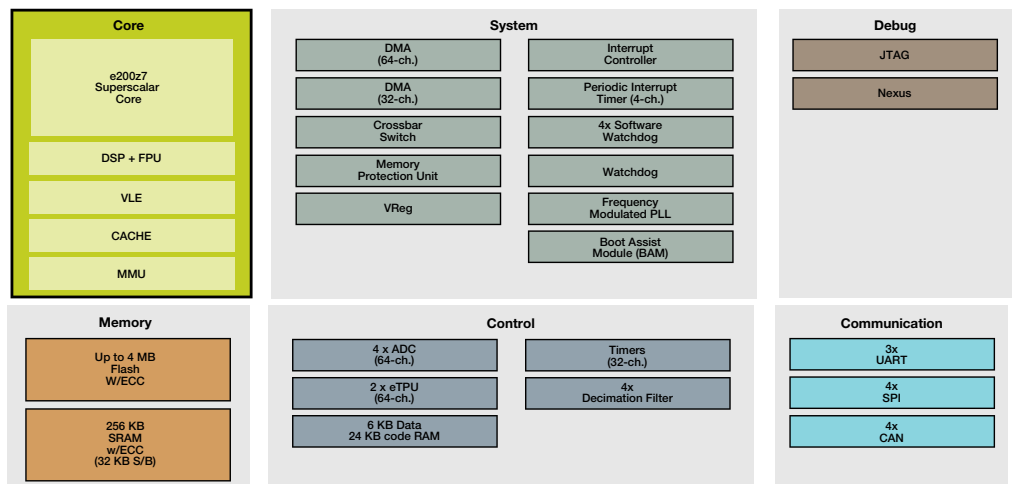 Core
e200z7
Superscalar
Core
DSP + FPU
VLE
CACHE
MMU
System
DMA
(64-ch.)
DMA
(32-ch.)
Crossbar
Switch
Memory
Protection Unit
VReg
Interrupt
Controller
Periodic Interrupt
Timer (4-ch.)
4x Software
Watchdog
Watchdog
Frequency
Modulated PLL
Boot Assist
Module (BAM)
Debug
JTAG
Nexus
Memory
Up to 4 MB
Flash
W/ECC
256 KB
SRAM
w/ECC
(32 KB S/B)
Control
4 x ADC
(64-ch.)
2 x eTPU
(64-ch.)
6 KB Data
24 KB code RAM
Timers
(32-ch.)
4x
Decimation Filter
Communication
3x
UART
4x
SPI
4x
CAN